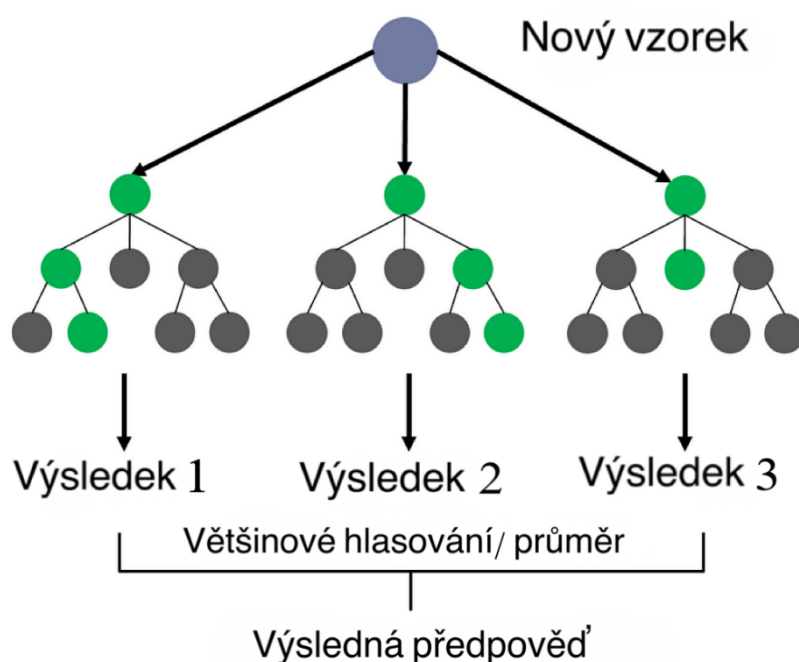 Nový vzorek
Výsledek 1 Výsledek 2 Výsledek 3
Většinové hlasování/ průměr
Výsledná předpověď